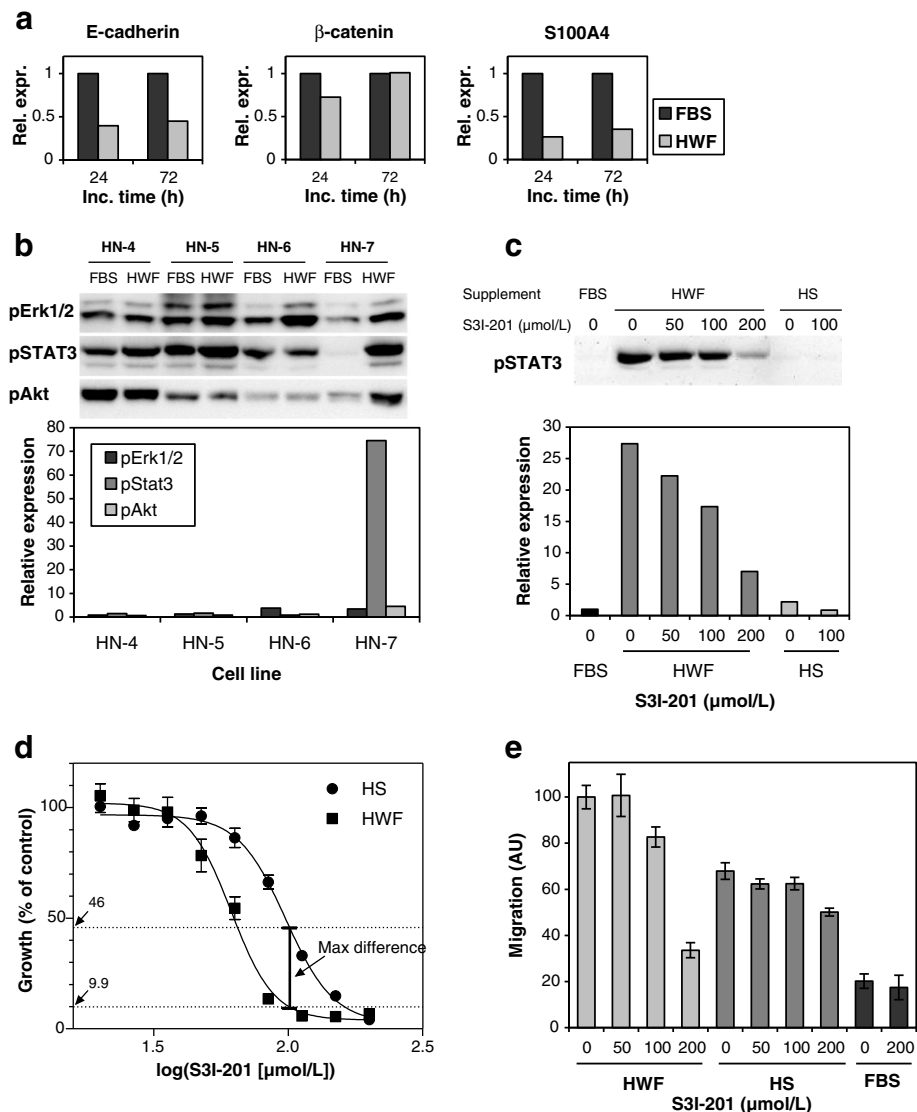 a
E-cadherin
β-catenin
S100A4
Rel. expr.
1
0.5
0
24 72
Inc. time (h)
Rel. expr.
1
0.5
0
24 72
Inc. time (h)
Rel. expr.
1
0.5
0
24 72
Inc. time (h)
FBS
HWF
b
HN-4 HN-5 HN-6 HN-7
FBS HWF FBS HWF FBS HWF FBS HWF
pErk1/2
pSTAT3
pAkt
Relative expression
80
70
60
50
40
30
20
10
0
pErk1/2
pStat3
pAkt
HN-4 HN-5 HN-6 HN-7
Cell line
c
Supplement FBS HWF HS
S3I-201 (μmol/L) 0 0 50 100 200 0 100
pSTAT3
Relative expression
30
25
20
15
10
5
0
0 0 50 100 200 0 100
FBS HWF HS
S3I-201 (μmol/L)
d
Growth (% of control)
100
50
0
46
9.9
HS
HWF
Max difference
1.5 2.0 2.5
log(S3I-201 [μmol/L])
e
Migration (AU)
100
80
60
40
20
0
0 50 100 200 0 50 100 200 0 200
HWF HS FBS
S3I-201 (μmol/L)